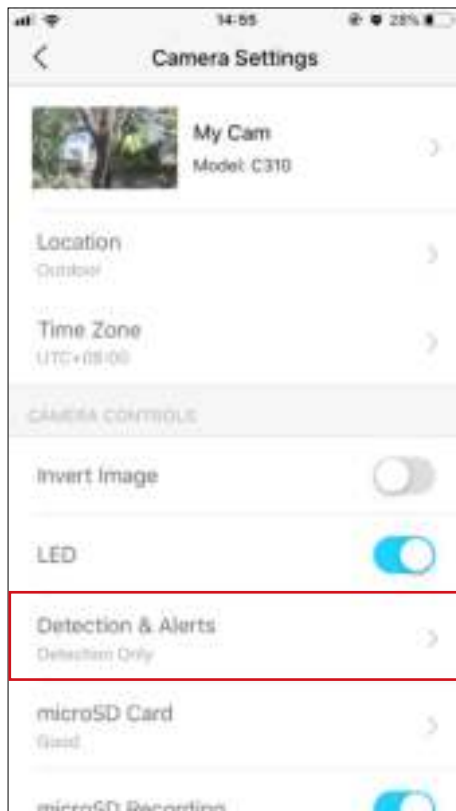 14:55 28%
Camera Settings
My Cam
Model: C310
Location
Outdoor
Time Zone
UTC+08:00
CAMERA CONTROLS
Invert Image
LED
Detection & Alerts
Detection Only
microSD Card
Good
microSD Recording